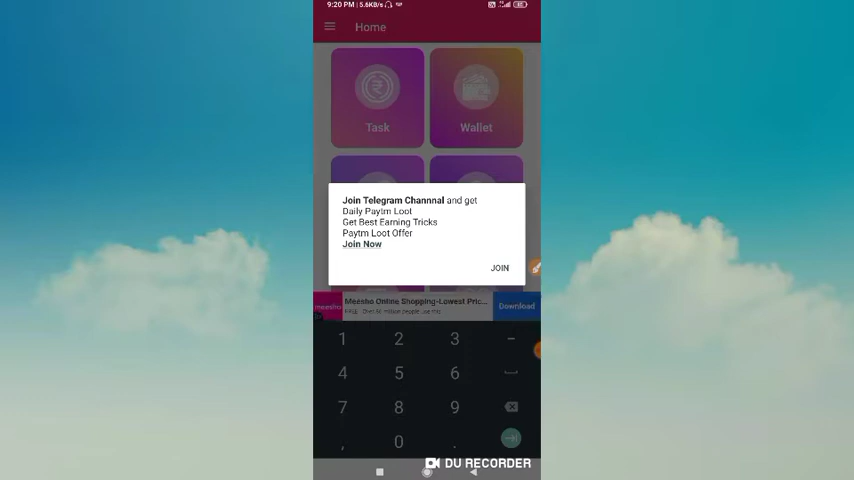 9:20 PM | 5.6KB/s
Home
Task
Wallet
Join Telegram Channnal and get
Daily Paytm Loot
Get Best Earning Tricks
Paytm Loot Offer
Join Now
JOIN
meesho
Meesho Online Shopping-Lowest Pric...
FREE
Download
1 2 3 -
4 5 6
7 8 9
, 0 .
DU RECORDER